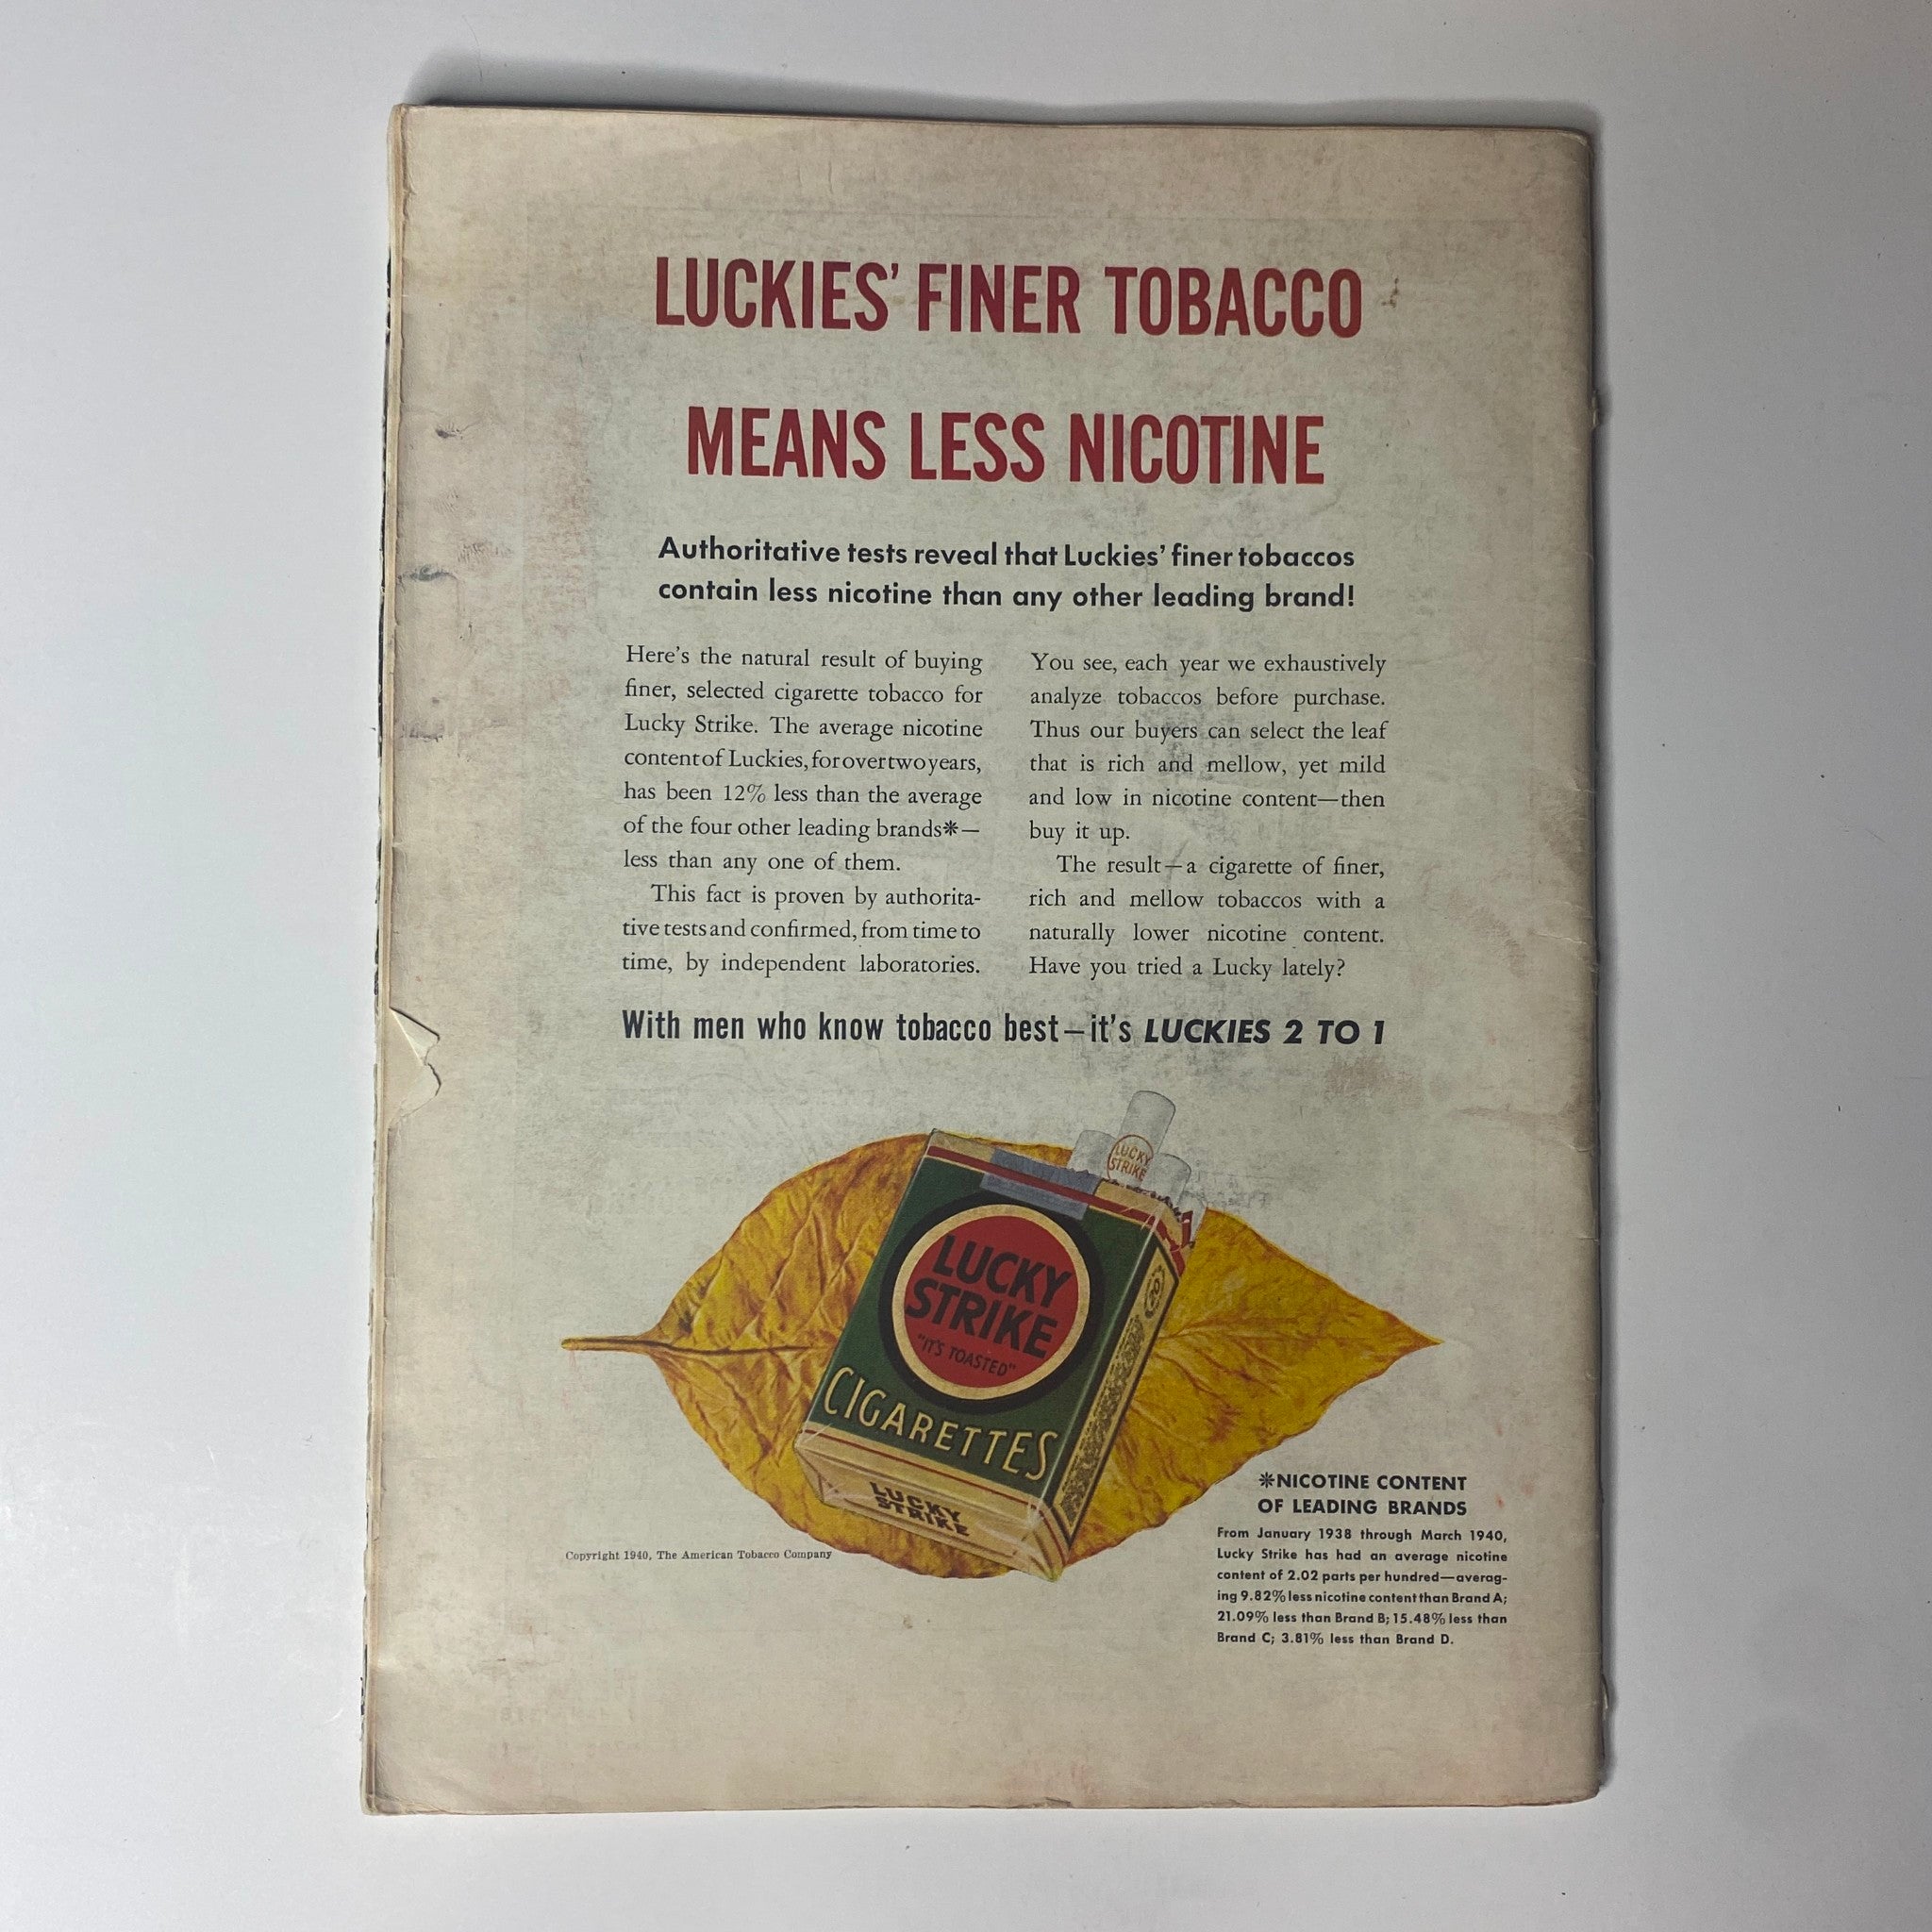 LUCKIES' FINER TOBACCO
MEANS LESS NICOTINE
Authoritative tests reveal that Luckies' finer tobaccos
contain less nicotine than any other leading brand!
Here's the natural result of buying
finer, selected cigarette tobacco for
Lucky Strike. The average nicotine
content of Luckies, for over two years,
has been 12% less than the average
of the four other leading brands*—
less than any one of them.
This fact is proven by authorita-
tive tests and confirmed, from time to
time, by independent laboratories.
You see, each year we exhaustively
analyze tobaccos before purchase.
Thus our buyers can select the leaf
that is rich and mellow, yet mild
and low in nicotine content—then
buy it up.
The result—a cigarette of finer,
rich and mellow tobaccos with a
naturally lower nicotine content.
Have you tried a Lucky lately?
With men who know tobacco best—it's LUCKIES 2 TO 1
LUCKY
STRIKE
LUCKY
STRIKE
"IT'S TOASTED"
CIGARETTES
20
LUCKY
STRIKE
Copyright 1940, The American Tobacco Company
*NICOTINE CONTENT
OF LEADING BRANDS
From January 1938 through March 1940,
Lucky Strike has had an average nicotine
content of 2.02 parts per hundred—averag-
ing 9.82% less nicotine content than Brand A;
21.09% less than Brand B; 15.48% less than
Brand C; 3.81% less than Brand D.